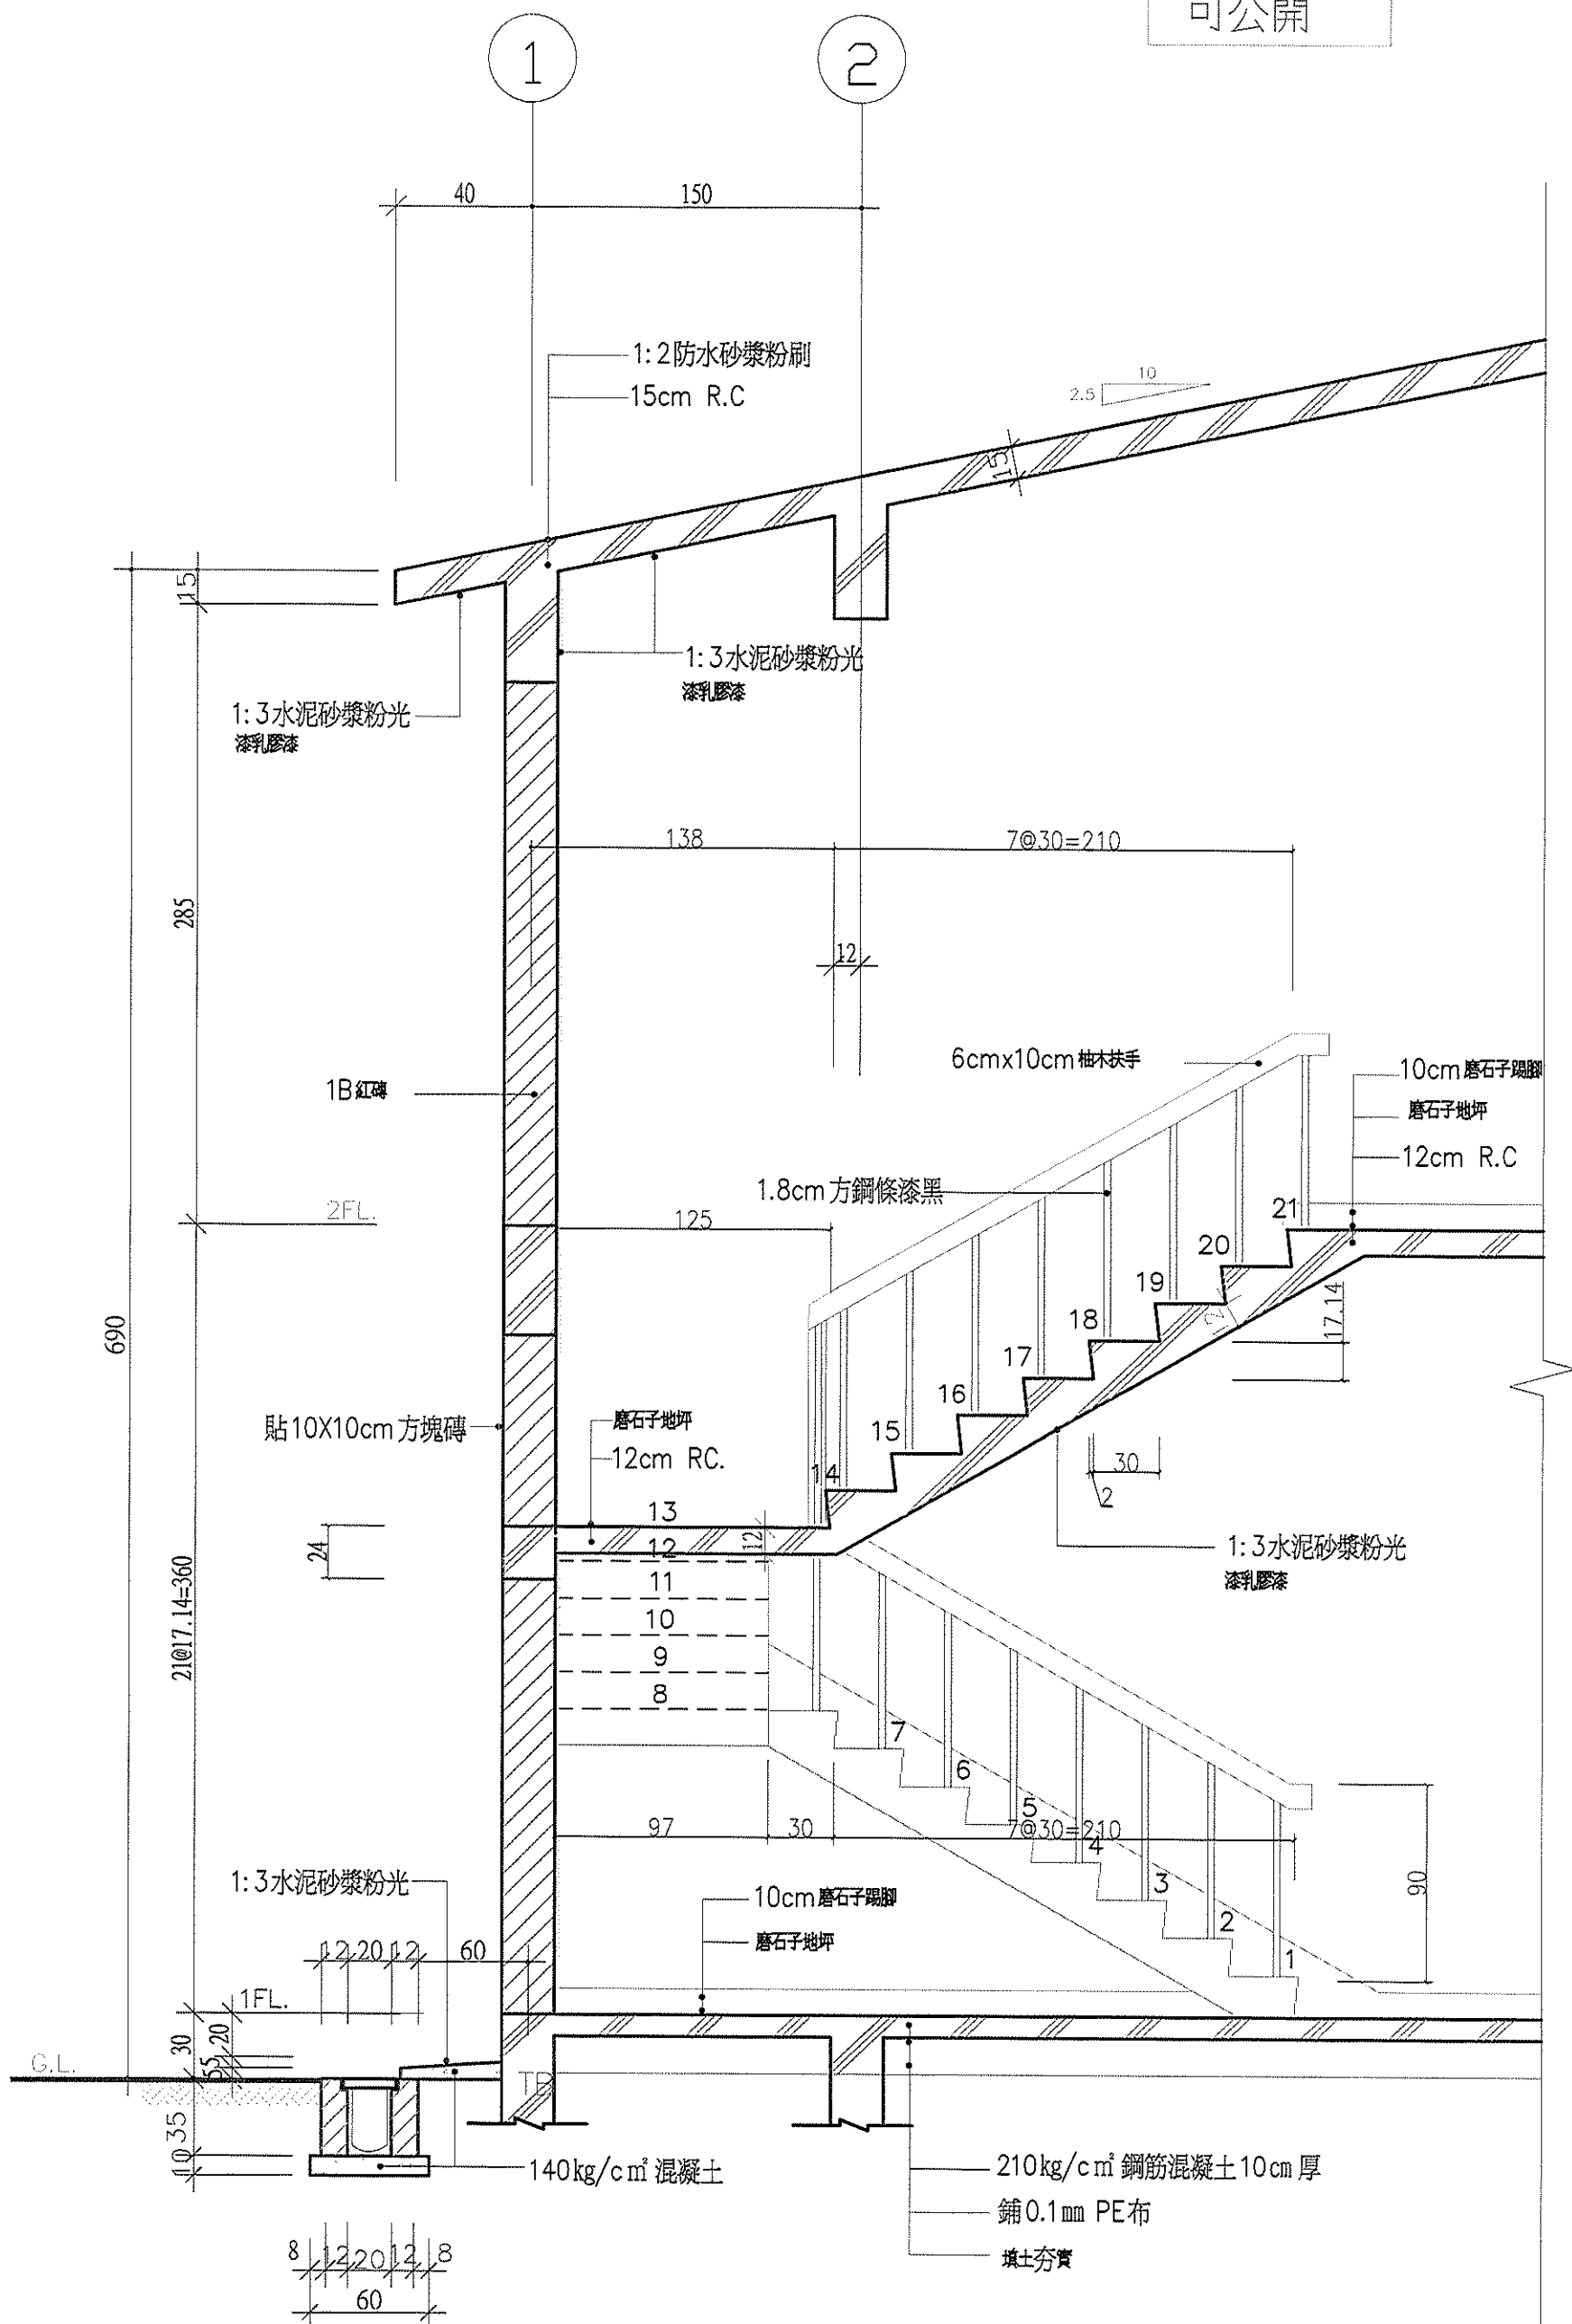 可公開
1
2
40
150
1:2防水砂漿粉刷
15cm R.C
10
2.5
15
15
1:3水泥砂漿粉光
漆乳膠漆
1:3水泥砂漿粉光
漆乳膠漆
138
7@30=210
285
12
6cmx10cm柚木扶手
10cm磨石子踢腳
磨石子地坪
12cm R.C
1B紅磚
1.8cm方鋼條漆黑
2FL.
125
21
20
19
18
17
16
15
14
13
12
17.14
690
貼10X10cm方塊磚
磨石子地坪
12cm RC.
30
2
24
12
12
11
10
9
8
1:3水泥砂漿粉光
漆乳膠漆
21@17.14=360
7
6
5
4
3
2
1
97
30
7@30=210
90
1:3水泥砂漿粉光
10cm磨石子踢腳
磨石子地坪
12
20
12
60
1FL.
30
20
5
5
G.L.
TB
35
10
140kg/c㎡混凝土
210kg/c㎡鋼筋混凝土10㎝厚
鋪0.1㎜ PE布
填土夯實
8
12
20
12
8
60